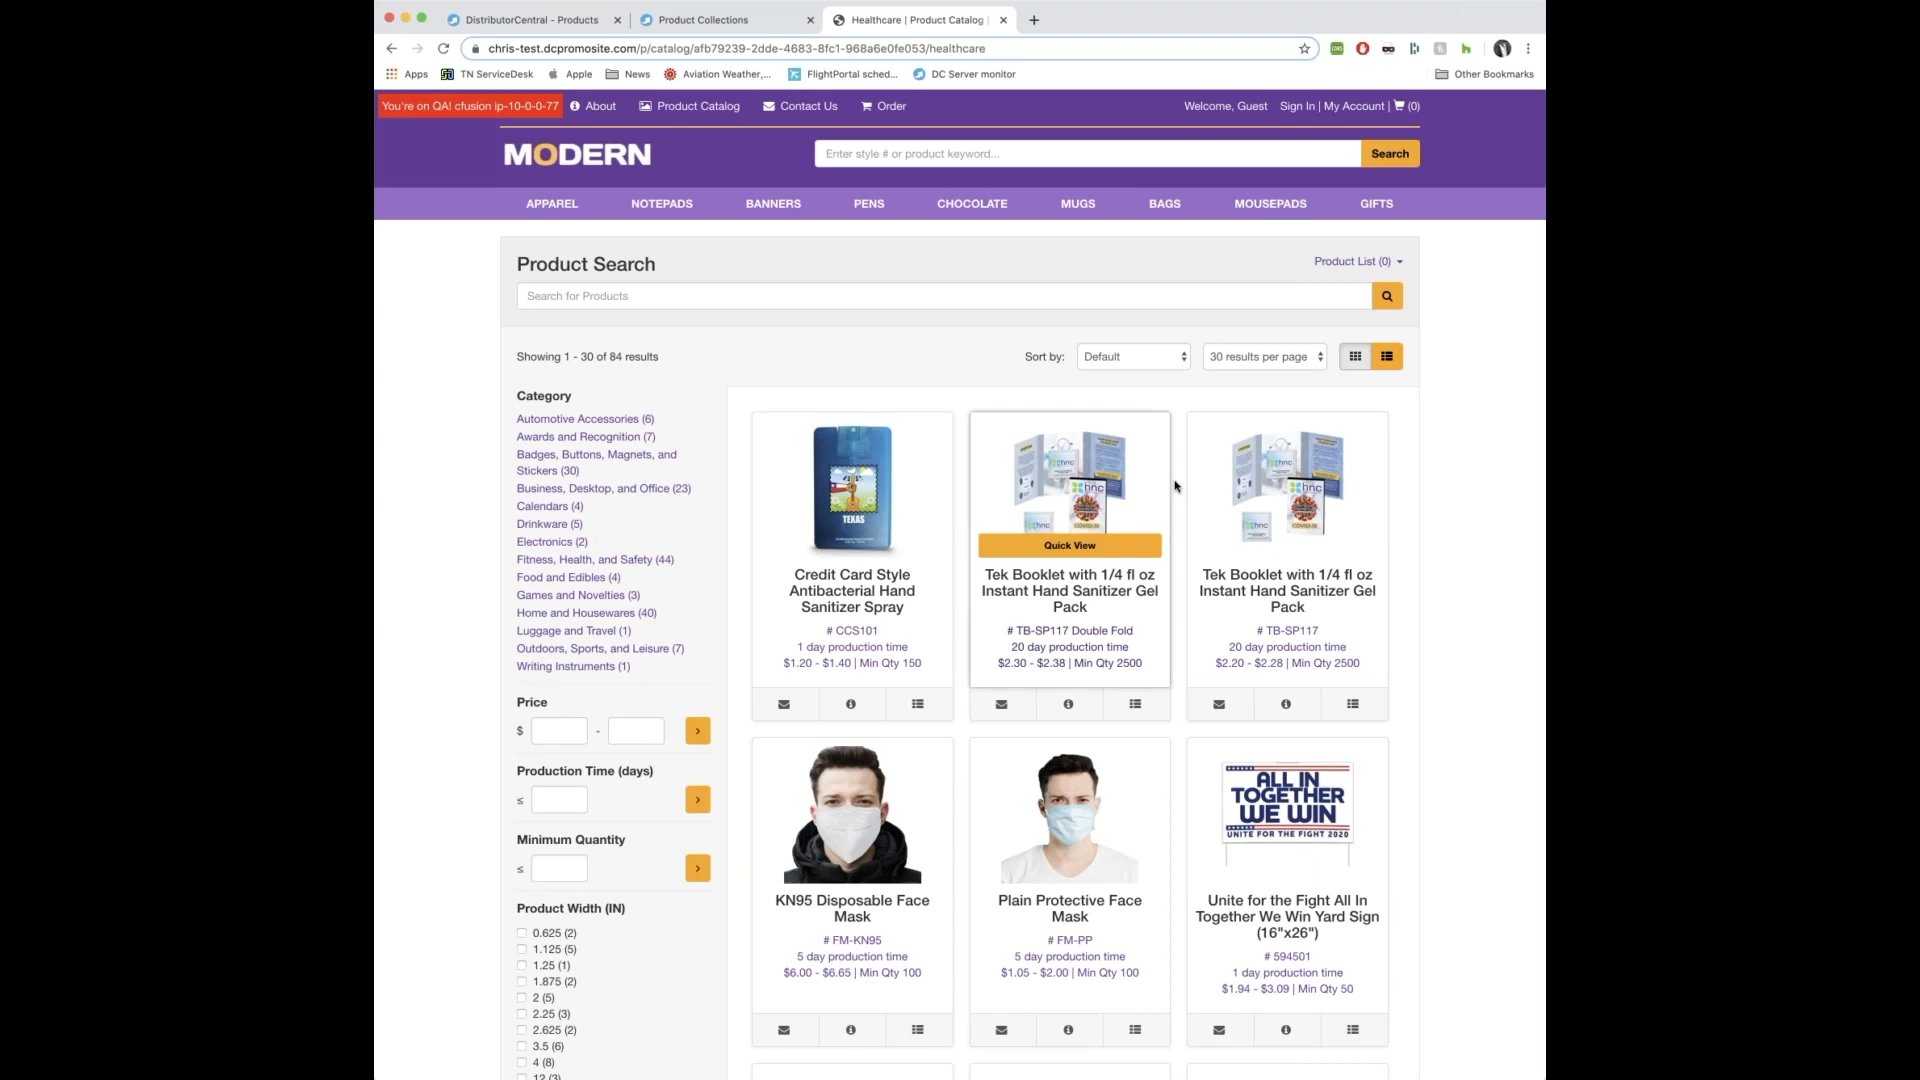 DistributorCentral - Products
Product Collections
Healthcare | Product Catalog |
chris-test.dcpromosite.com/p/catalog/afb79239-2dde-4683-8fc1-968a6e0fe053/healthcare
Apps
TN ServiceDesk
Apple
News
Aviation Weather,...
FlightPortal sched...
DC Server monitor
Other Bookmarks
You're on QA! cfusion ip-10-0-0-77
About
Product Catalog
Contact Us
Order
Welcome, Guest
Sign In | My Account | (0)
MODERN
Enter style # or product keyword...
Search
APPAREL
NOTEPADS
BANNERS
PENS
CHOCOLATE
MUGS
BAGS
MOUSEPADS
GIFTS
Product Search
Product List (0)
Search for Products
Showing 1 - 30 of 84 results
Sort by:
Default
30 results per page
Category
Automotive Accessories (6)
Awards and Recognition (7)
Badges, Buttons, Magnets, and
Stickers (30)
Business, Desktop, and Office (23)
Calendars (4)
Drinkware (5)
Electronics (2)
Fitness, Health, and Safety (44)
Food and Edibles (4)
Games and Novelties (3)
Home and Housewares (40)
Luggage and Travel (1)
Outdoors, Sports, and Leisure (7)
Writing Instruments (1)
Price
$ -
Production Time (days)
≤
Minimum Quantity
≤
Product Width (IN)
0.625 (2)
1.125 (5)
1.25 (1)
1.875 (2)
2 (5)
2.25 (3)
2.625 (2)
3.5 (6)
4 (8)
12 (3)
TEXAS
Credit Card Style
Antibacterial Hand
Sanitizer Spray
# CCS101
1 day production time
$1.20 - $1.40 | Min Qty 150
hnc
hnc
COVID-19
Quick View
Tek Booklet with 1/4 fl oz
Instant Hand Sanitizer Gel
Pack
# TB-SP117 Double Fold
20 day production time
$2.30 - $2.38 | Min Qty 2500
hnc
hnc
hnc
COVID-19
Tek Booklet with 1/4 fl oz
Instant Hand Sanitizer Gel
Pack
# TB-SP117
20 day production time
$2.20 - $2.28 | Min Qty 2500
KN95 Disposable Face
Mask
# FM-KN95
5 day production time
$6.00 - $6.65 | Min Qty 100
Plain Protective Face
Mask
# FM-PP
5 day production time
$1.05 - $2.00 | Min Qty 100
ALL IN
TOGETHER
WE WIN
UNITE FOR THE FIGHT 2020
Unite for the Fight All In
Together We Win Yard Sign
(16"x26")
# 594501
1 day production time
$1.94 - $3.09 | Min Qty 50